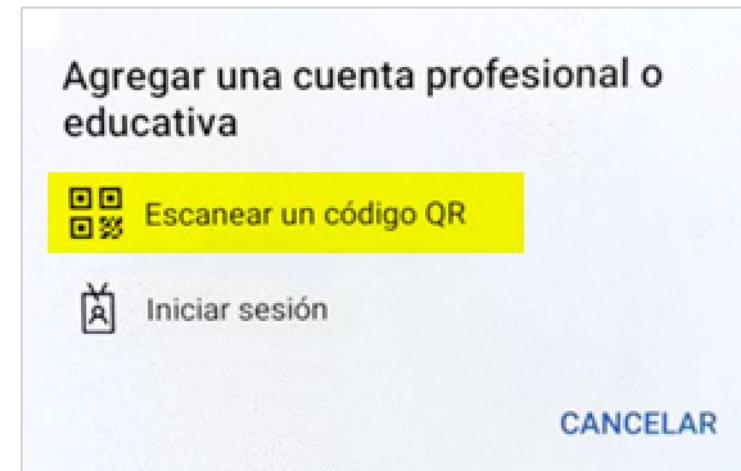 Agregar una cuenta profesional o
educativa
Escanear un código QR
Iniciar sesión
CANCELAR